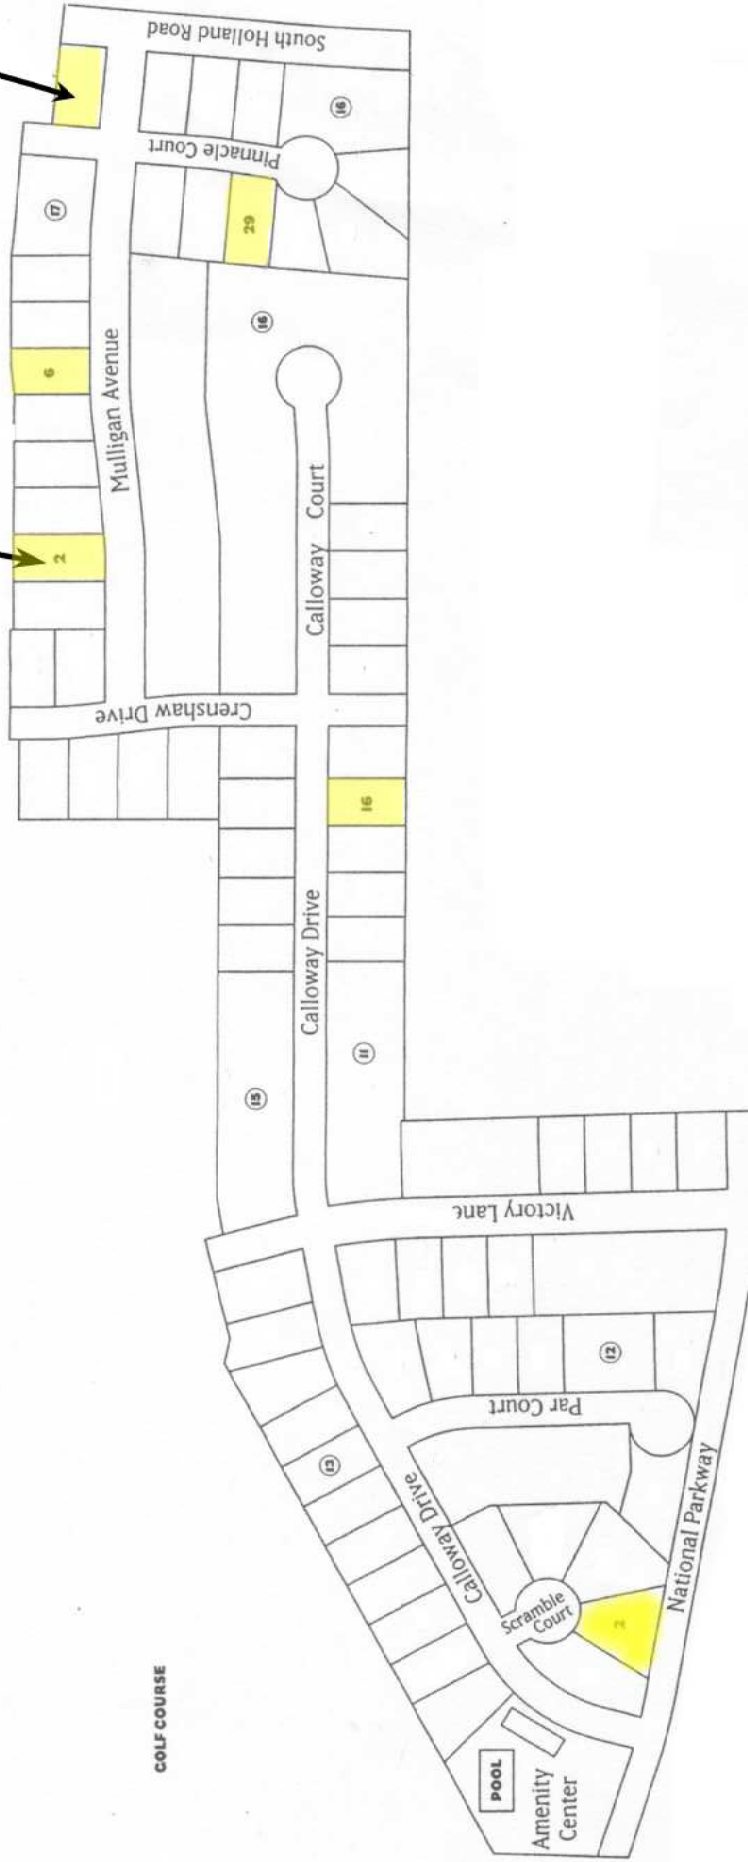 South Holland Road
16
Pinnacle Court
29
17
6
Mulligan Avenue
16
2
Calloway Court
Crenshaw Drive
16
Calloway Drive
11
15
Victory Lane
12
Par Court
13
Calloway Drive
Scramble
Court
2
National Parkway
GOLF COURSE
POOL
Amenity
Center